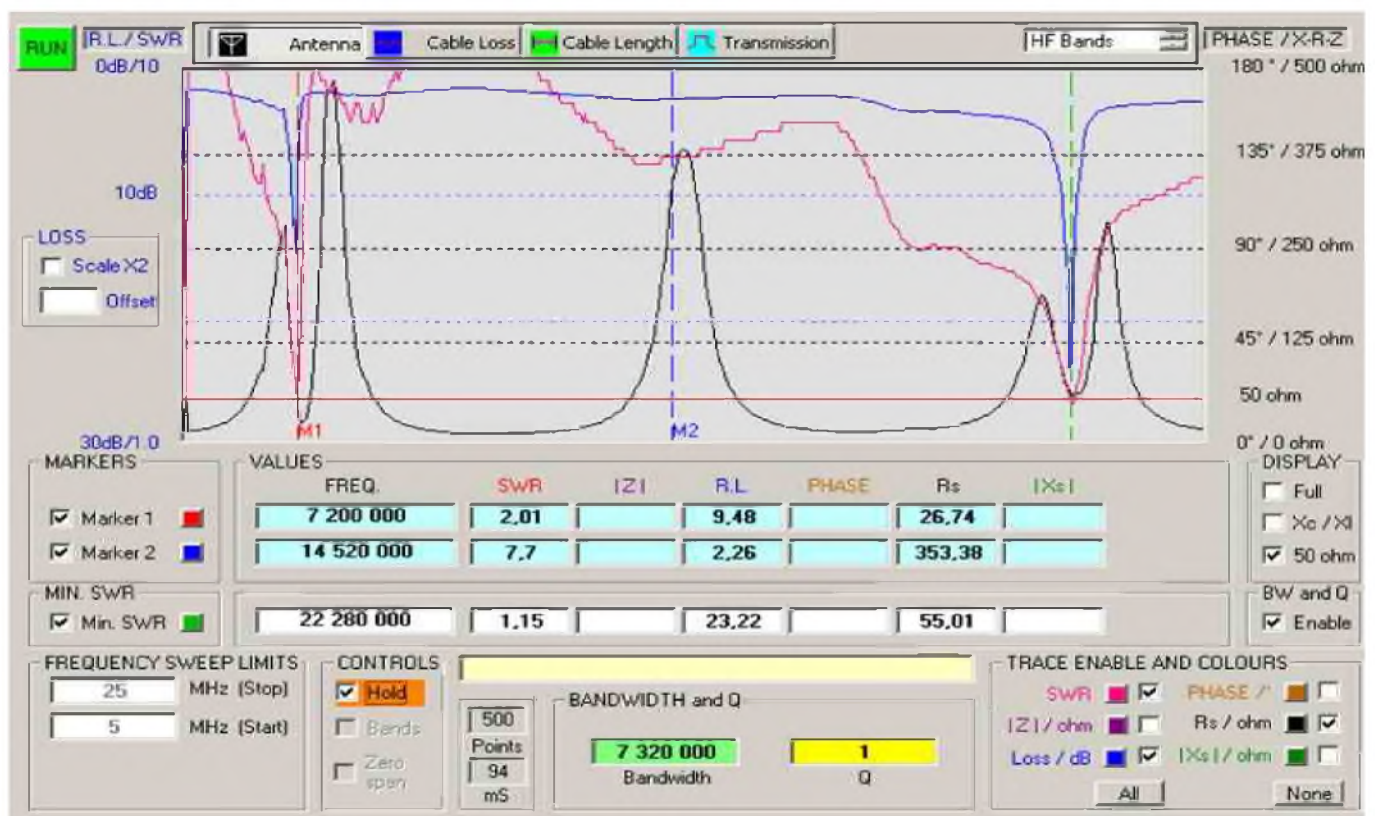 RUN R.L./SWR Antenna Cable Loss Cable Length Transmission HF Bands PHASE / X-R-Z
0dB/10 180 ° / 500 ohm
135° / 375 ohm
10dB
LOSS 90° / 250 ohm
Scale X2
Offset
45° / 125 ohm
50 ohm
M1 M2
30dB/1.0 0° / 0 ohm
MARKERS VALUES DISPLAY
FREQ. SWR |Z| R.L PHASE Rs |Xs| Full
Marker 1 7 200 000 2,01 9,48 26,74 Xc / Xl
Marker 2 14 520 000 7,7 2,26 353,38 50 ohm
MIN. SWR BW and Q
Min. SWR 22 280 000 1,15 23,22 55,01 Enable
FREQUENCY SWEEP LIMITS CONTROLS TRACE ENABLE AND COLOURS
25 MHz (Stop) Hold BANDWIDTH and Q SWR PHASE /°
5 MHz (Start) Bands 500 |Z| / ohm Rs / ohm
Points 7 320 000 1
Zero span 94 Bandwidth Q Loss / dB |Xs| / ohm
mS All None